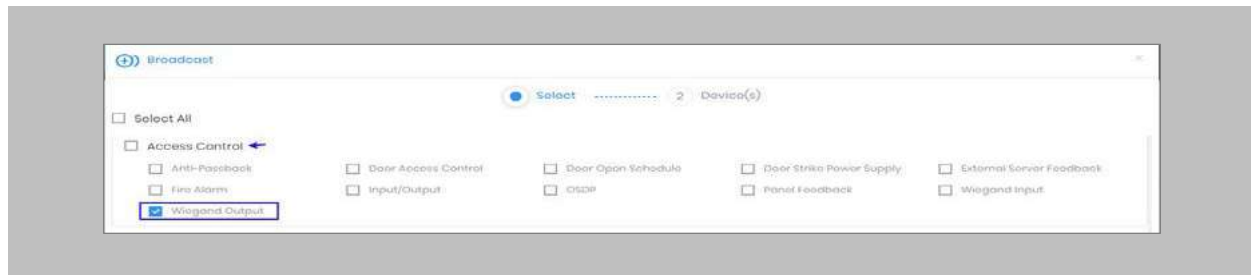 Broadcast
Select 2 Device(s)
Select All
Access Control
Anti-Passback Door Access Control Door Open Schedule Door Strike Power Supply External Server Feedback
Fire Alarm Input/Output OSDP Panel Feedback Wiegand Input
Wiegand Output